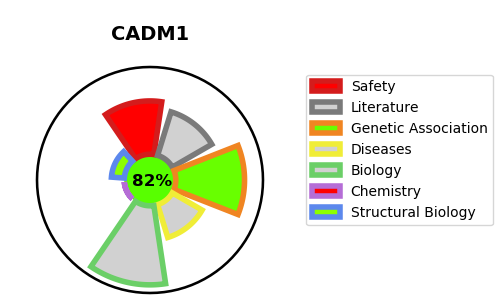 CADM1
82%
Safety
Literature
Genetic Association
Diseases
Biology
Chemistry
Structural Biology